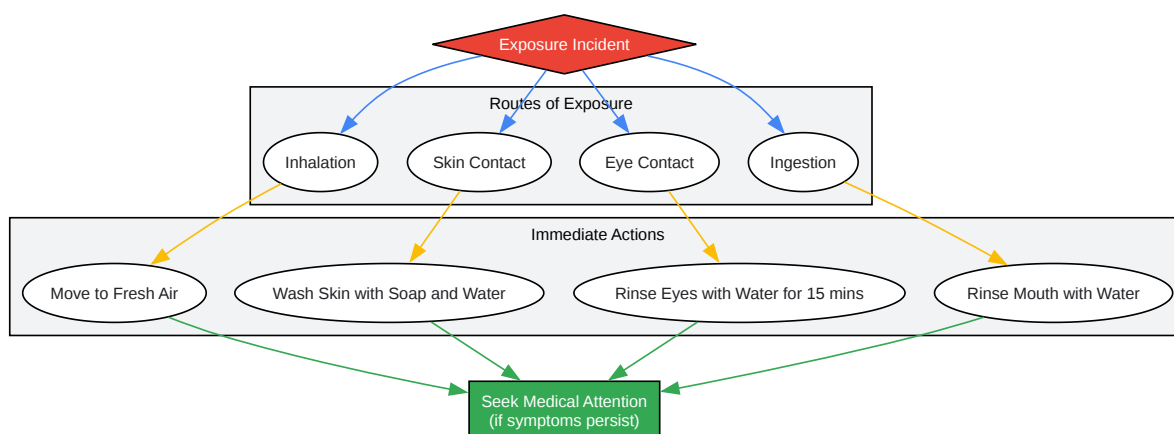 Exposure Incident
Routes of Exposure
Inhalation
Skin Contact
Eye Contact
Ingestion
Immediate Actions
Move to Fresh Air
Wash Skin with Soap and Water
Rinse Eyes with Water for 15 mins
Rinse Mouth with Water
Seek Medical Attention
(if symptoms persist)